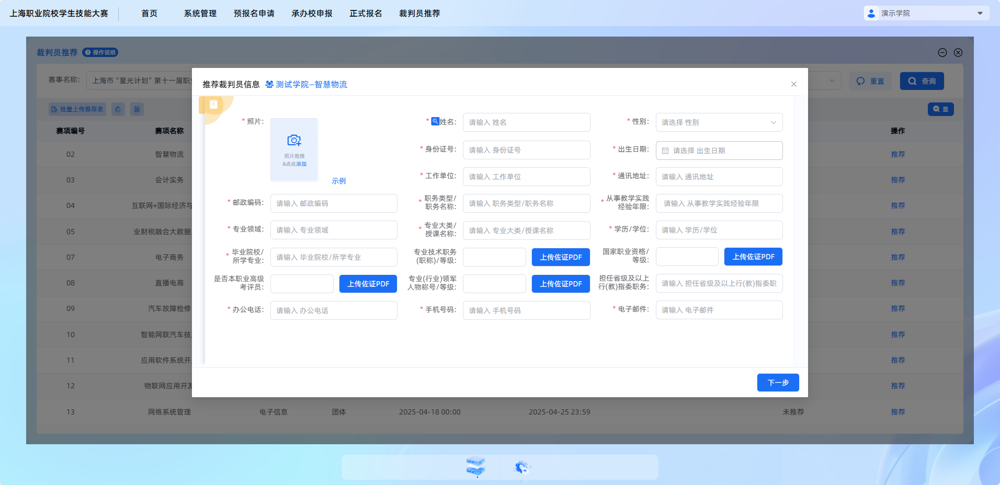 上海职业院校学生技能大赛 首页 系统管理 预报名申请 承办校申报 正式报名 裁判员推荐 演示学院
裁判员推荐 操作说明
赛事名称: 上海市“星光计划”第十一届职 重置 查询
批量上传推荐表 显
赛项编号 赛项名称 操作
02 智慧物流 推荐
03 会计实务 推荐
04 互联网+国际经济与 推荐
05 业财税融合大数据 推荐
07 电子商务 推荐
08 直播电商 推荐
09 汽车故障检修 推荐
10 智能网联汽车技 推荐
11 应用软件系统开 推荐
12 物联网应用开发 推荐
13 网络系统管理 电子信息 团体 2025-04-18 00:00 2025-04-25 23:59 未推荐 推荐
推荐裁判员信息 测试学院–智慧物流
* 照片: * 姓名: 请输入 姓名 * 性别: 请选择 性别
照片拖拽
&点此添加
示例
* 身份证号: 请输入 身份证号 * 出生日期: 请选择 出生日期
* 工作单位: 请输入 工作单位 * 通讯地址: 请输入 通讯地址
* 邮政编码: 请输入 邮政编码 * 职务类型/职务名称: 请输入 职务类型/职务名称 * 从事教学实践经验年限: 请输入 从事教学实践经验年限
* 专业领域: 请输入 专业领域 * 专业大类/授课名称: 请输入 专业大类/授课名称 * 学历/学位: 请输入 学历/学位
* 毕业院校/所学专业: 请输入 毕业院校/所学专业 专业技术职务(职称)/等级: 上传佐证PDF 国家职业资格/等级: 上传佐证PDF
是否本职业高级考评员: 上传佐证PDF 专业(行业)领军人物称号/等级: 上传佐证PDF 担任省级及以上行(教)指委职务: 请输入 担任省级及以上行(教)指委职
* 办公电话: 请输入 办公电话 * 手机号码: 请输入 手机号码 * 电子邮件: 请输入 电子邮件
下一步